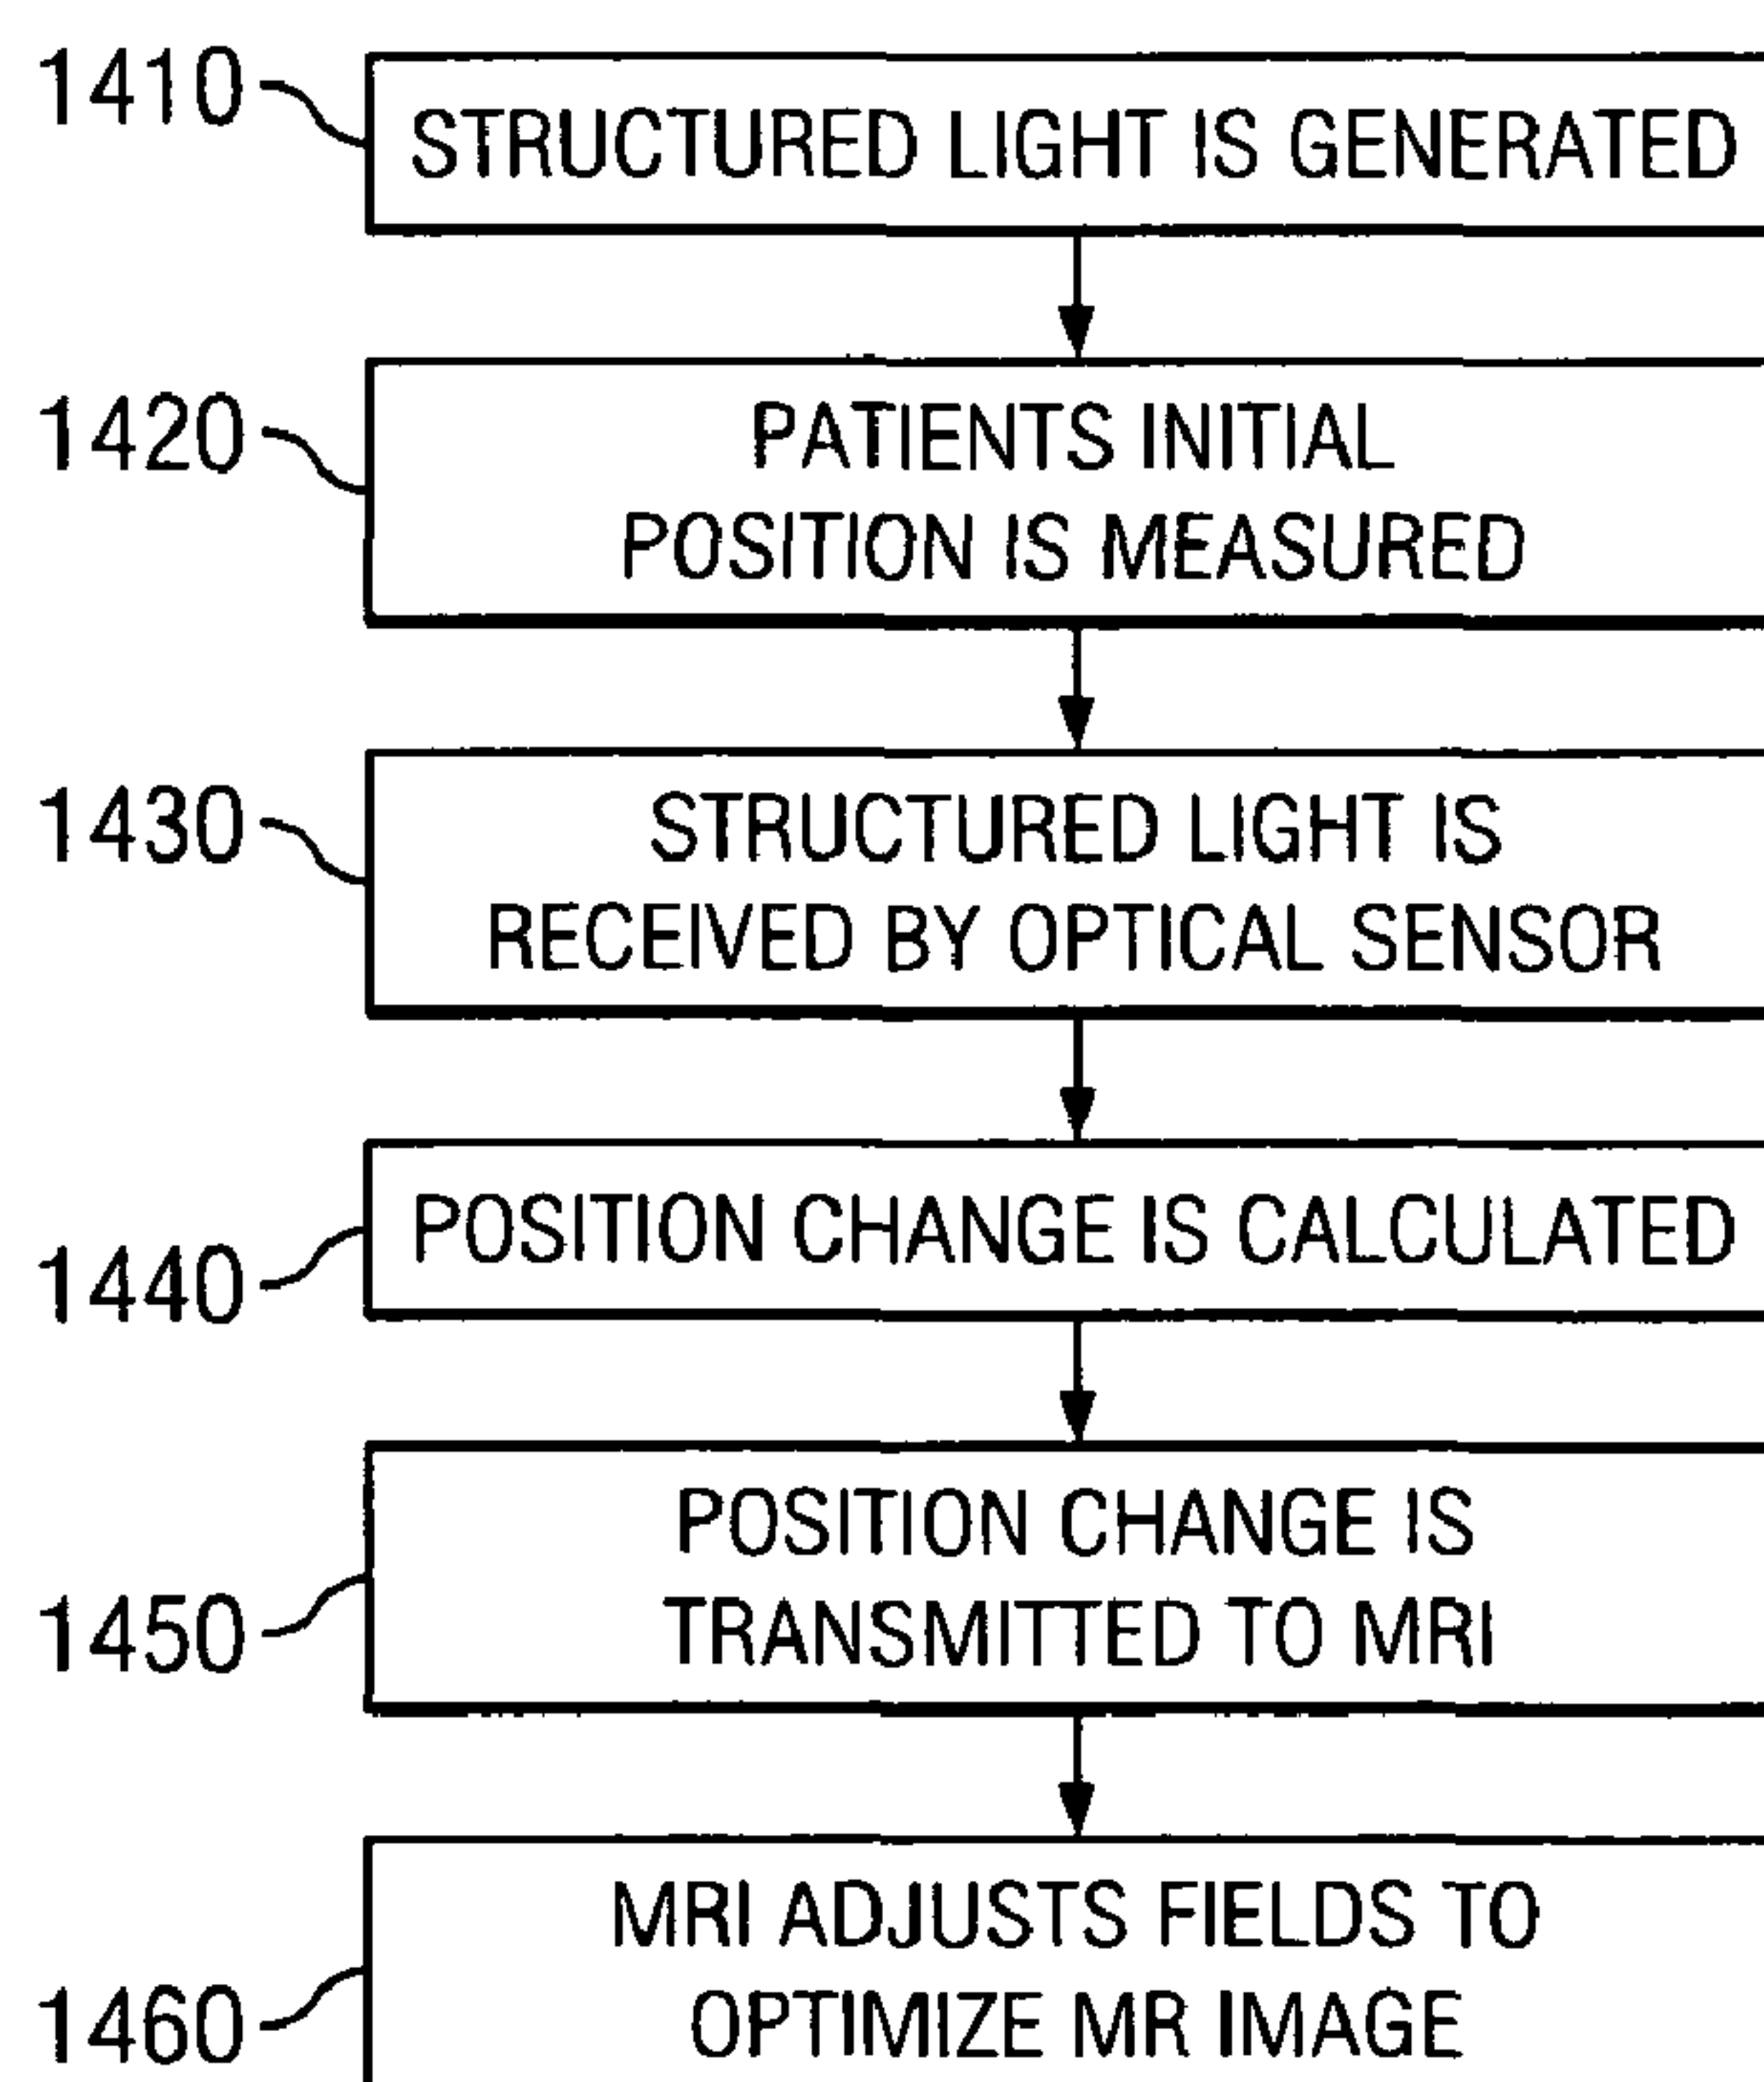 1410
STRUCTURED LIGHT IS GENERATED
1420
PATIENTS INITIAL
POSITION IS MEASURED
1430
STRUCTURED LIGHT IS
RECEIVED BY OPTICAL SENSOR
1440
POSITION CHANGE IS CALCULATED
1450
POSITION CHANGE IS
TRANSMITTED TO MRI
1460
MRI ADJUSTS FIELDS TO
OPTIMIZE MR IMAGE